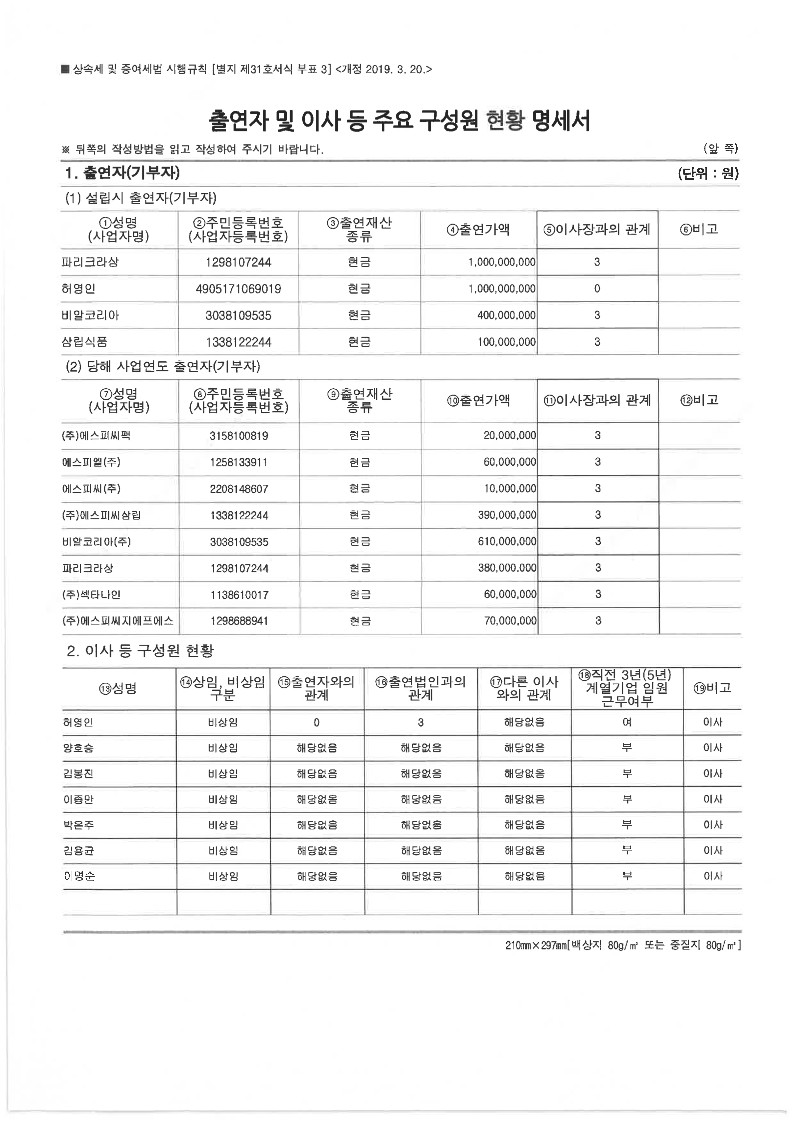 ■ 상속세 및 증여세법 시행규칙 [별지 제31호서식 부표 3] <개정 2019. 3. 20.>
출연자 및 이사 등 주요 구성원 현황 명세서
※ 뒤쪽의 작성방법을 읽고 작성하여 주시기 바랍니다. (앞 쪽)
1. 출연자(기부자) (단위 : 원)
(1) 설립시 출연자(기부자)
①성명 (사업자명) ②주민등록번호 (사업자등록번호) ③출연재산 종류 ④출연가액 ⑤이사장과의 관계 ⑥비고
파리크라상 1298107244 현금 1,000,000,000 3
허영인 4905171069019 현금 1,000,000,000 0
비알코리아 3038109535 현금 400,000,000 3
삼립식품 1338122244 현금 100,000,000 3
(2) 당해 사업연도 출연자(기부자)
⑦성명 (사업자명) ⑧주민등록번호 (사업자등록번호) ⑨출연재산 종류 ⑩출연가액 ⑪이사장과의 관계 ⑫비고
(주)에스피씨팩 3158100819 현금 20,000,000 3
에스피엘(주) 1258133911 현금 60,000,000 3
에스피씨(주) 2208148607 현금 10,000,000 3
(주)에스피씨삼립 1338122244 현금 390,000,000 3
비알코리아(주) 3038109535 현금 610,000,000 3
파리크라상 1298107244 현금 380,000,000 3
(주)섹타나인 1138610017 현금 60,000,000 3
(주)에스피씨지에프에스 1298688941 현금 70,000,000 3
2. 이사 등 구성원 현황
⑬성명 ⑭상임, 비상임 구분 ⑮출연자와의 관계 ⑯출연법인과의 관계 ⑰다른 이사와의 관계 ⑱직전 3년(5년) 계열기업 임원 근무여부 ⑲비고
허영인 비상임 0 3 해당없음 여 이사
양호승 비상임 해당없음 해당없음 해당없음 부 이사
김봉진 비상임 해당없음 해당없음 해당없음 부 이사
비상임 해당없음 해당없음 해당없음 부 이사
박은주 비상임 해당없음 해당없음 해당없음 부 이사
김용균 비상임 해당없음 해당없음 해당없음 부 이사
이명순 비상임 해당없음 해당없음 해당없음 부 이사
210mm×297mm[백상지 80g/㎡ 또는 중질지 80g/㎡]